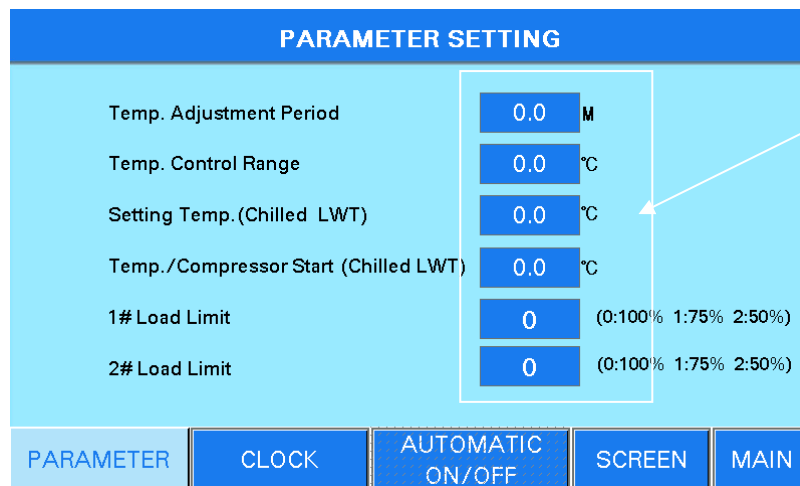 PARAMETER SETTING
Temp. Adjustment Period 0.0 M
Temp. Control Range 0.0 °C
Setting Temp.(Chilled LWT) 0.0 °C
Temp./Compressor Start (Chilled LWT) 0.0 °C
1# Load Limit 0 (0:100% 1:75% 2:50%)
2# Load Limit 0 (0:100% 1:75% 2:50%)
PARAMETER CLOCK AUTOMATIC ON/OFF SCREEN MAIN